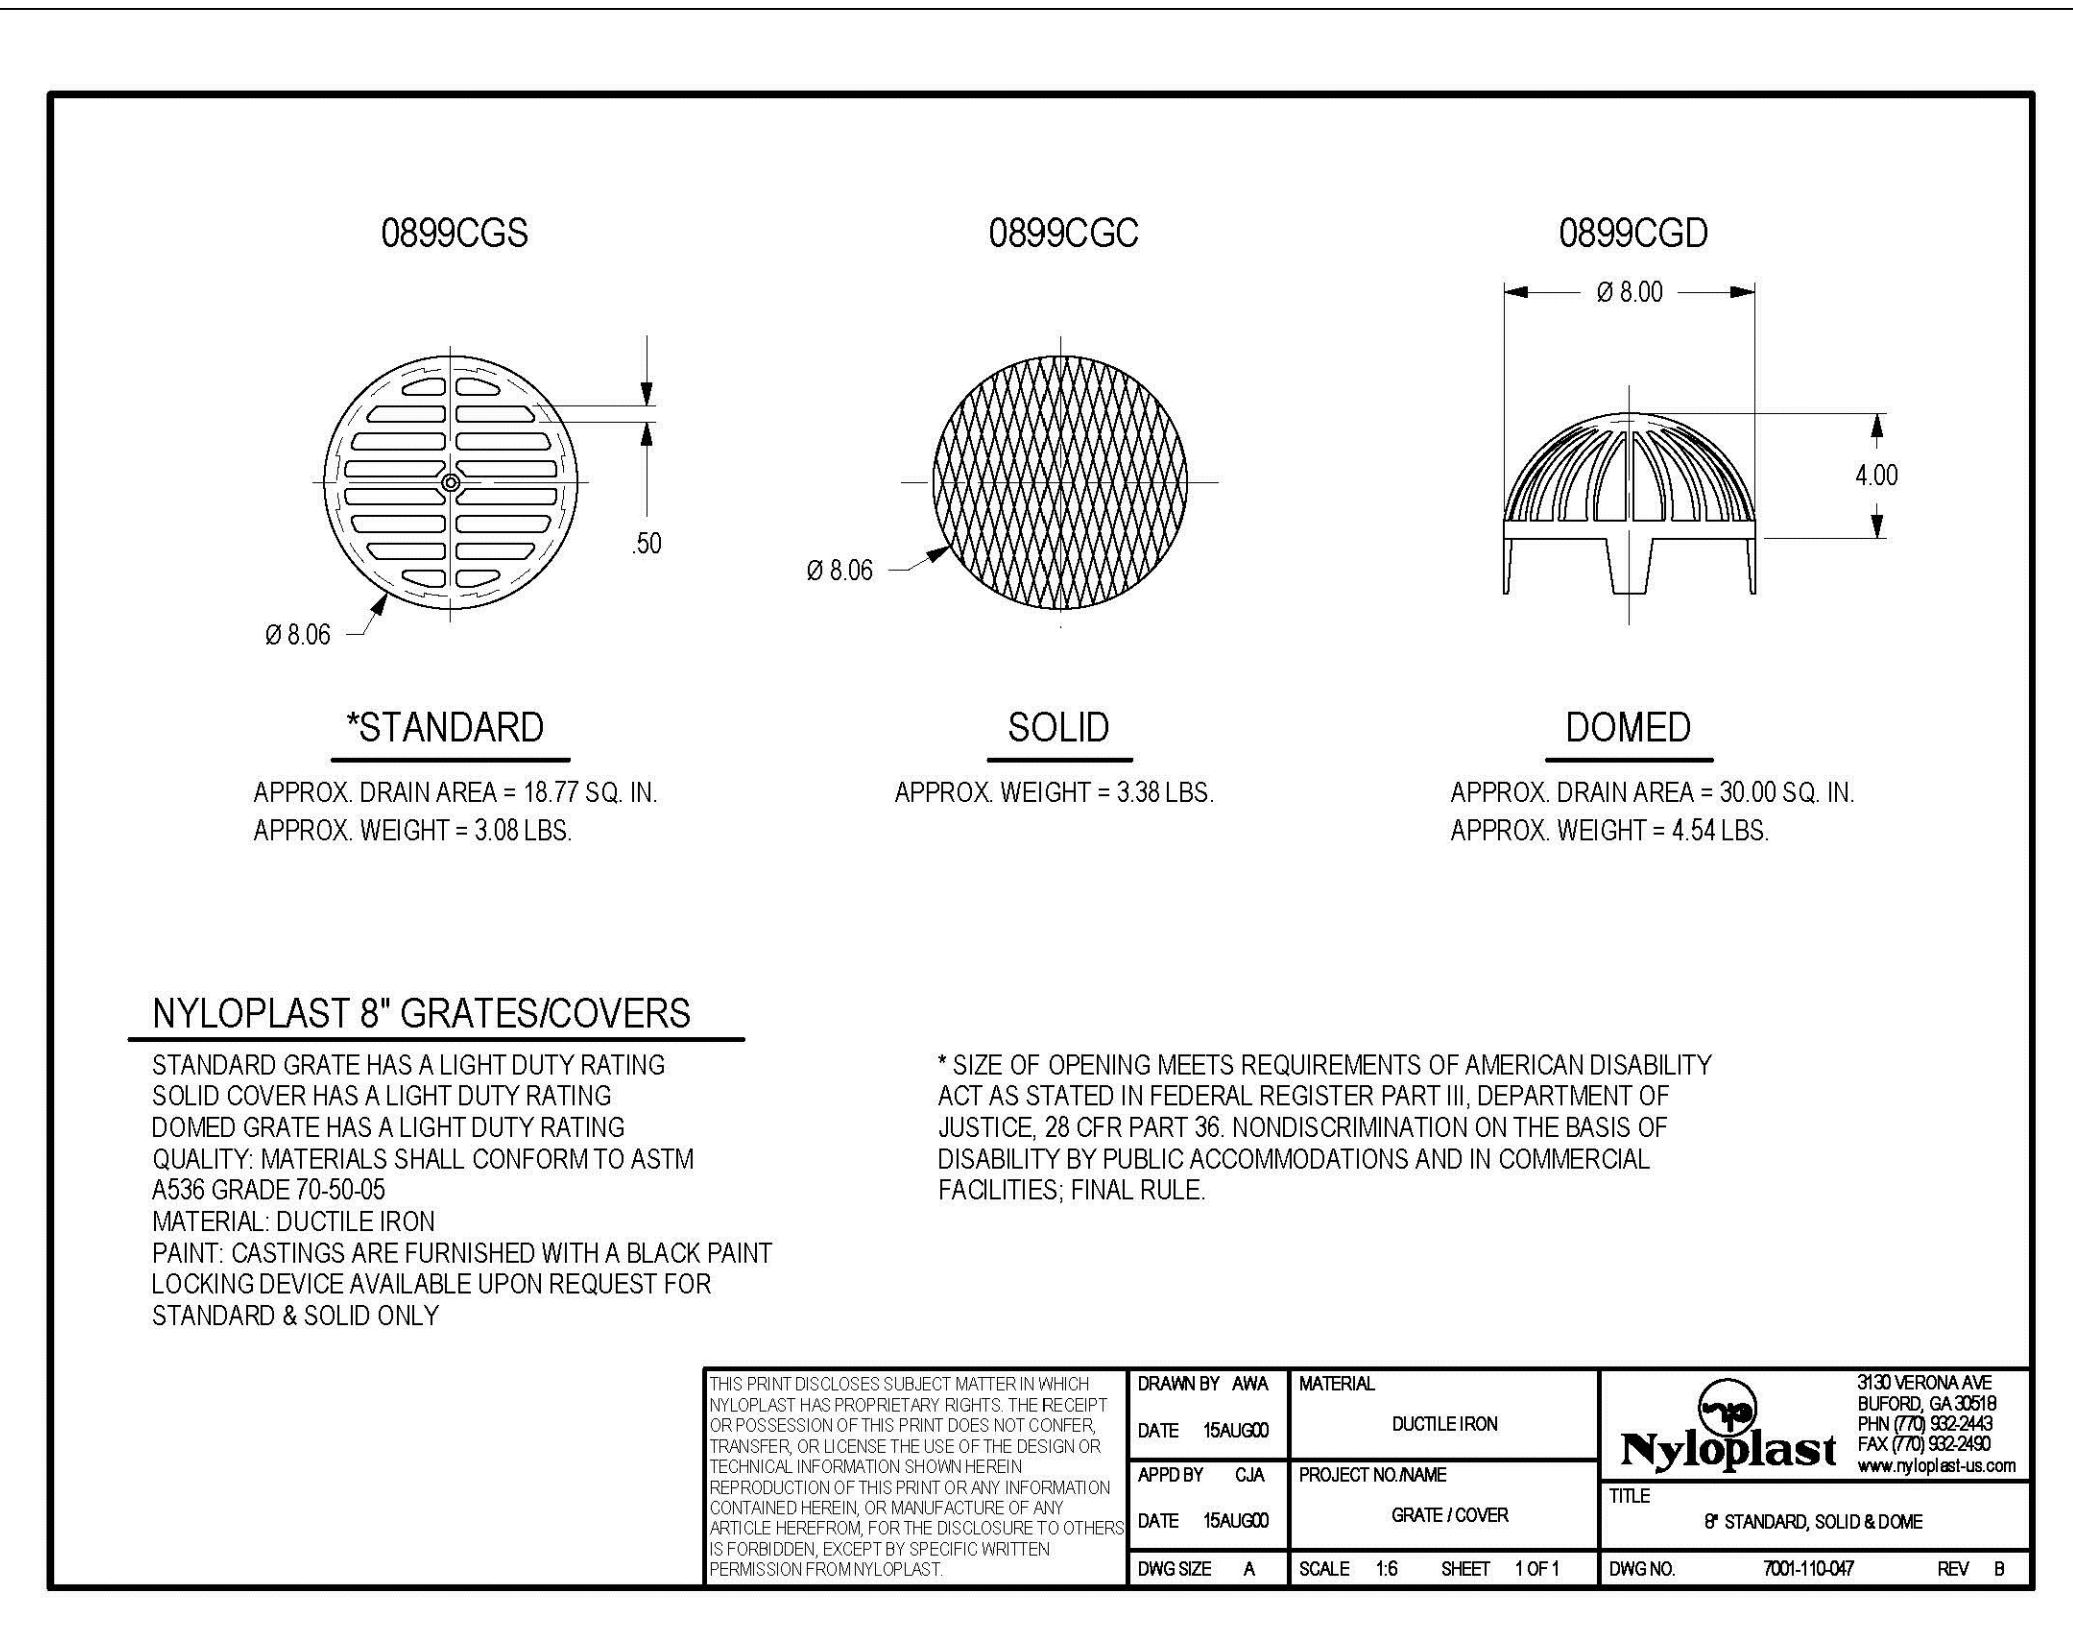 0899CGS
0899CGC
0899CGD
Ø 8.00
4.00
.50
Ø 8.06
Ø 8.06
*STANDARD
APPROX. DRAIN AREA = 18.77 SQ. IN.
APPROX. WEIGHT = 3.08 LBS.
SOLID
APPROX. WEIGHT = 3.38 LBS.
DOMED
APPROX. DRAIN AREA = 30.00 SQ. IN.
APPROX. WEIGHT = 4.54 LBS.
NYLOPLAST 8" GRATES/COVERS
STANDARD GRATE HAS A LIGHT DUTY RATING
SOLID COVER HAS A LIGHT DUTY RATING
DOMED GRATE HAS A LIGHT DUTY RATING
QUALITY: MATERIALS SHALL CONFORM TO ASTM
A536 GRADE 70-50-05
MATERIAL: DUCTILE IRON
PAINT: CASTINGS ARE FURNISHED WITH A BLACK PAINT
LOCKING DEVICE AVAILABLE UPON REQUEST FOR
STANDARD & SOLID ONLY
* SIZE OF OPENING MEETS REQUIREMENTS OF AMERICAN DISABILITY
ACT AS STATED IN FEDERAL REGISTER PART III, DEPARTMENT OF
JUSTICE, 28 CFR PART 36. NONDISCRIMINATION ON THE BASIS OF
DISABILITY BY PUBLIC ACCOMMODATIONS AND IN COMMERCIAL
FACILITIES; FINAL RULE.
THIS PRINT DISCLOSES SUBJECT MATTER IN WHICH
NYLOPLAST HAS PROPRIETARY RIGHTS. THE RECEIPT
OR POSSESSION OF THIS PRINT DOES NOT CONFER,
TRANSFER, OR LICENSE THE USE OF THE DESIGN OR
TECHNICAL INFORMATION SHOWN HEREIN
REPRODUCTION OF THIS PRINT OR ANY INFORMATION
CONTAINED HEREIN, OR MANUFACTURE OF ANY
ARTICLE HEREFROM, FOR THE DISCLOSURE TO OTHERS
IS FORBIDDEN, EXCEPT BY SPECIFIC WRITTEN
PERMISSION FROM NYLOPLAST.
DRAWN BY AWA
DATE 15AUG00
APPD BY CJA
DATE 15AUG00
DWG SIZE A
MATERIAL
DUCTILE IRON
PROJECT NO./NAME
GRATE / COVER
SCALE 1:6 SHEET 1 OF 1
Nyloplast
3130 VERONA AVE
BUFORD, GA 30518
PHN (770) 932-2443
FAX (770) 932-2490
www.nyloplast-us.com
TITLE
8" STANDARD, SOLID & DOME
DWG NO. 7001-110-047 REV B